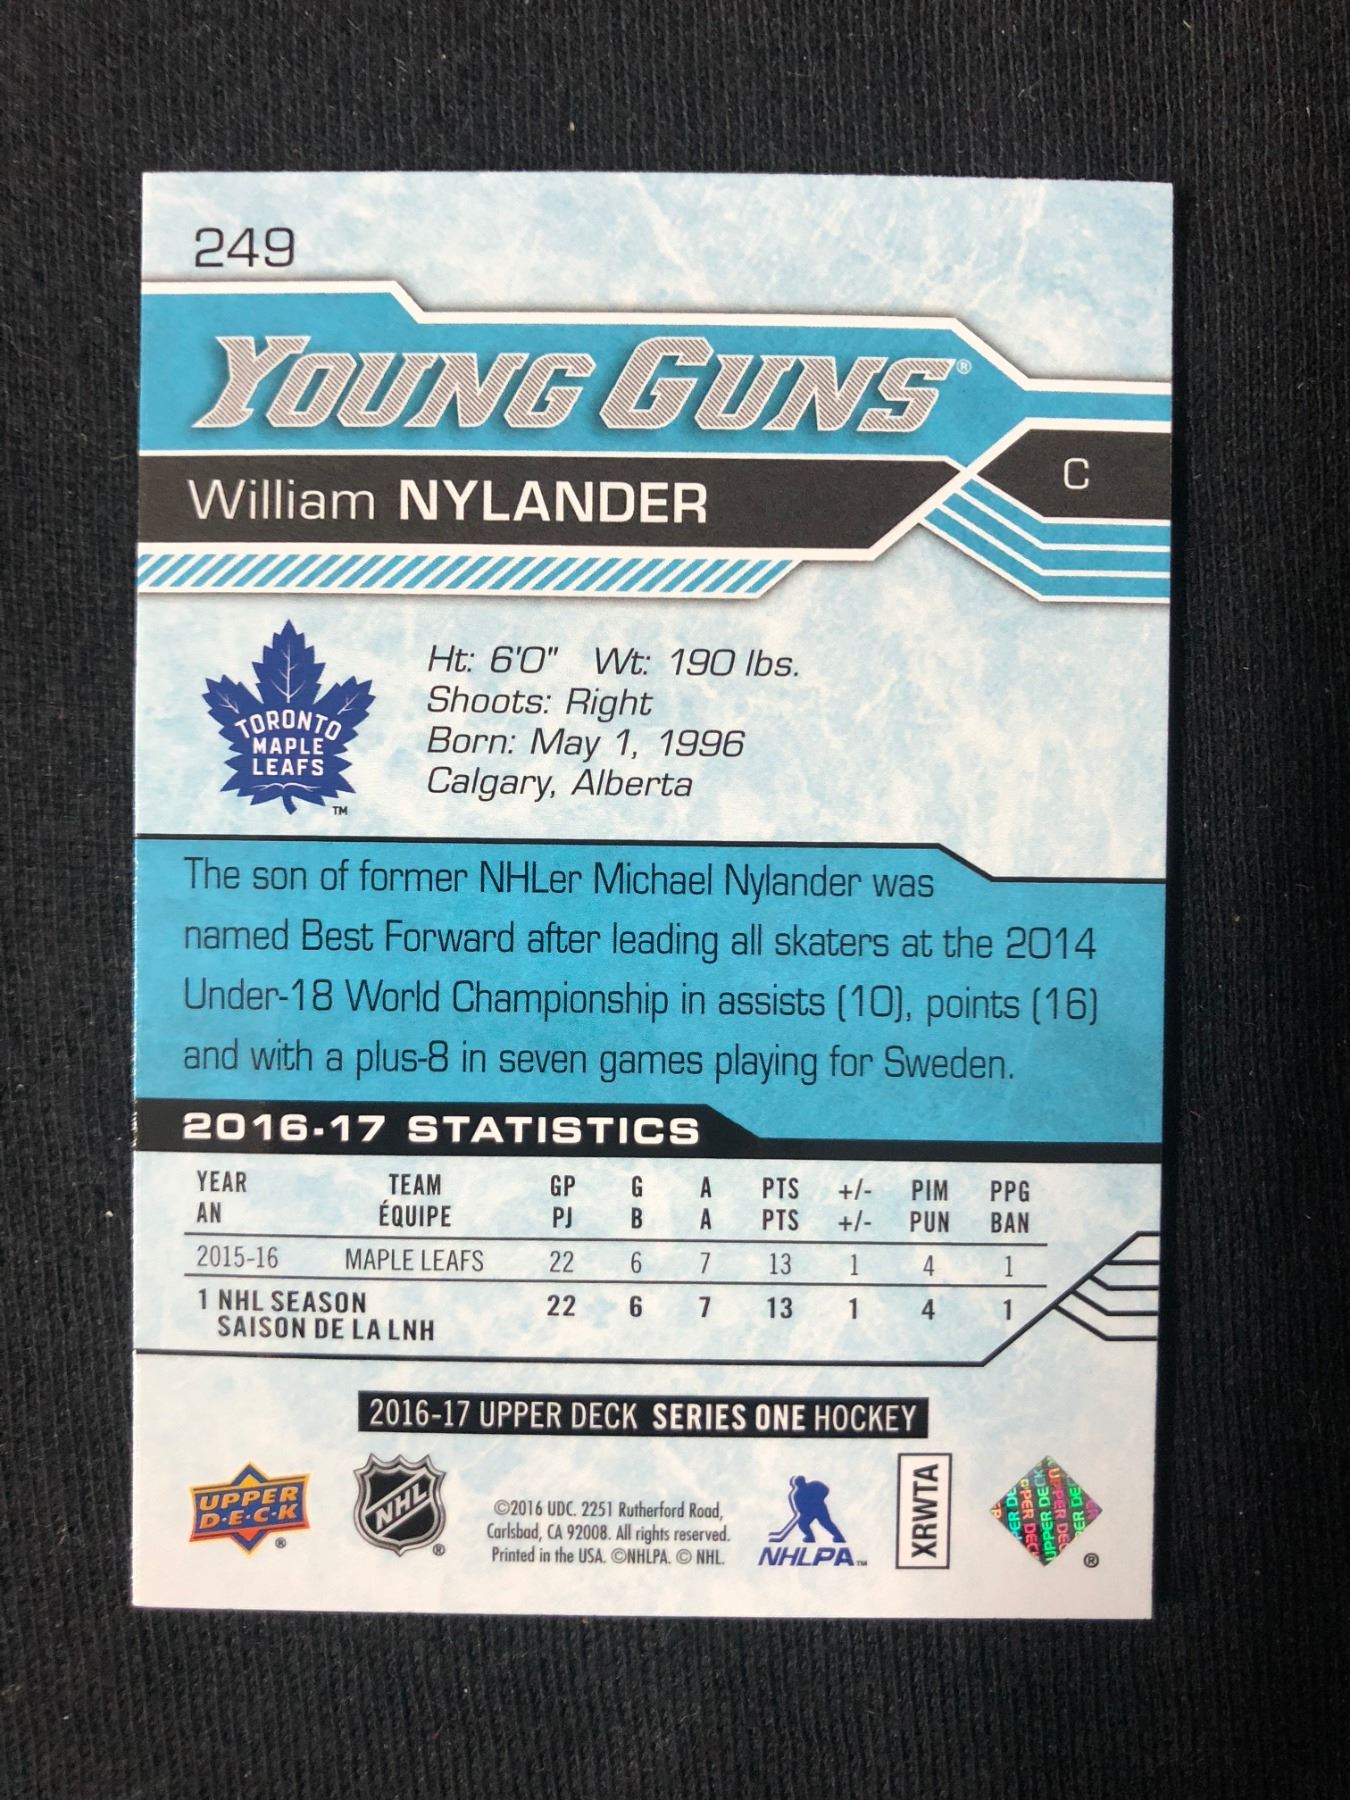 249
YOUNG GUNS®
William NYLANDER
C
TORONTO
MAPLE
LEAFS
TM
Ht: 6'0" Wt: 190 lbs.
Shoots: Right
Born: May 1, 1996
Calgary, Alberta
The son of former NHLer Michael Nylander was
named Best Forward after leading all skaters at the 2014
Under-18 World Championship in assists (10), points (16)
and with a plus-8 in seven games playing for Sweden.
2016-17 STATISTICS
YEAR TEAM GP G A PTS +/- PIM PPG
AN ÉQUIPE PJ B A PTS +/- PUN BAN
2015-16 MAPLE LEAFS 22 6 7 13 1 4 1
1 NHL SEASON 22 6 7 13 1 4 1
SAISON DE LA LNH
2016-17 UPPER DECK SERIES ONE HOCKEY
UPPER
D·E·C·K
®
NHL
®
©2016 UDC. 2251 Rutherford Road,
Carlsbad, CA 92008. All rights reserved.
Printed in the USA. ©NHLPA. © NHL.
NHLPA™
XRWTA
UPPER DECK
®